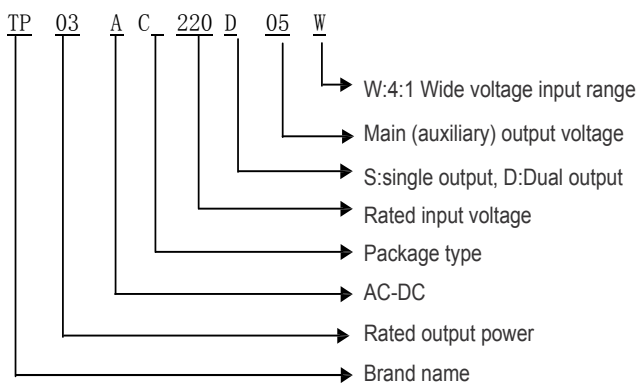 TP 03 A C 220 D 05 W
W:4:1 Wide voltage input range
Main (auxiliary) output voltage
S:single output, D:Dual output
Rated input voltage
Package type
AC-DC
Rated output power
Brand name